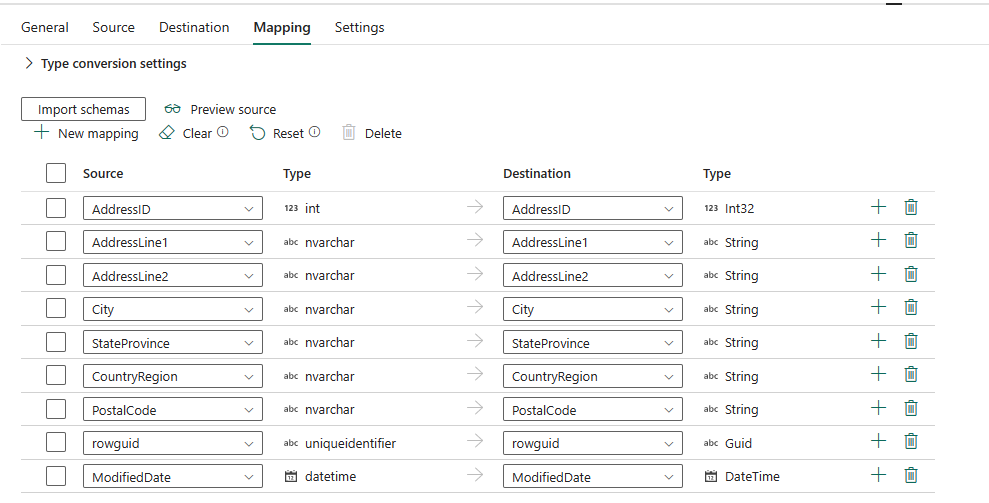 General Source Destination Mapping Settings
Type conversion settings
Import schemas Preview source
New mapping Clear Reset Delete
Source Type Destination Type
AddressID 123 int AddressID 123 Int32
AddressLine1 abc nvarchar AddressLine1 abc String
AddressLine2 abc nvarchar AddressLine2 abc String
City abc nvarchar City abc String
StateProvince abc nvarchar StateProvince abc String
CountryRegion abc nvarchar CountryRegion abc String
PostalCode abc nvarchar PostalCode abc String
rowguid abc uniqueidentifier rowguid abc Guid
ModifiedDate datetime ModifiedDate DateTime